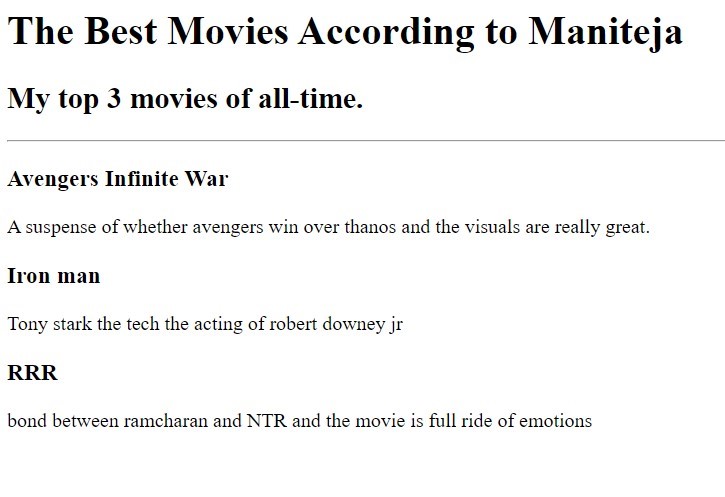 The Best Movies According to Maniteja
My top 3 movies of all-time.
Avengers Infinite War
A suspense of whether avengers win over thanos and the visuals are really great.
Iron man
Tony stark the tech the acting of robert downey jr
RRR
bond between ramcharan and NTR and the movie is full ride of emotions